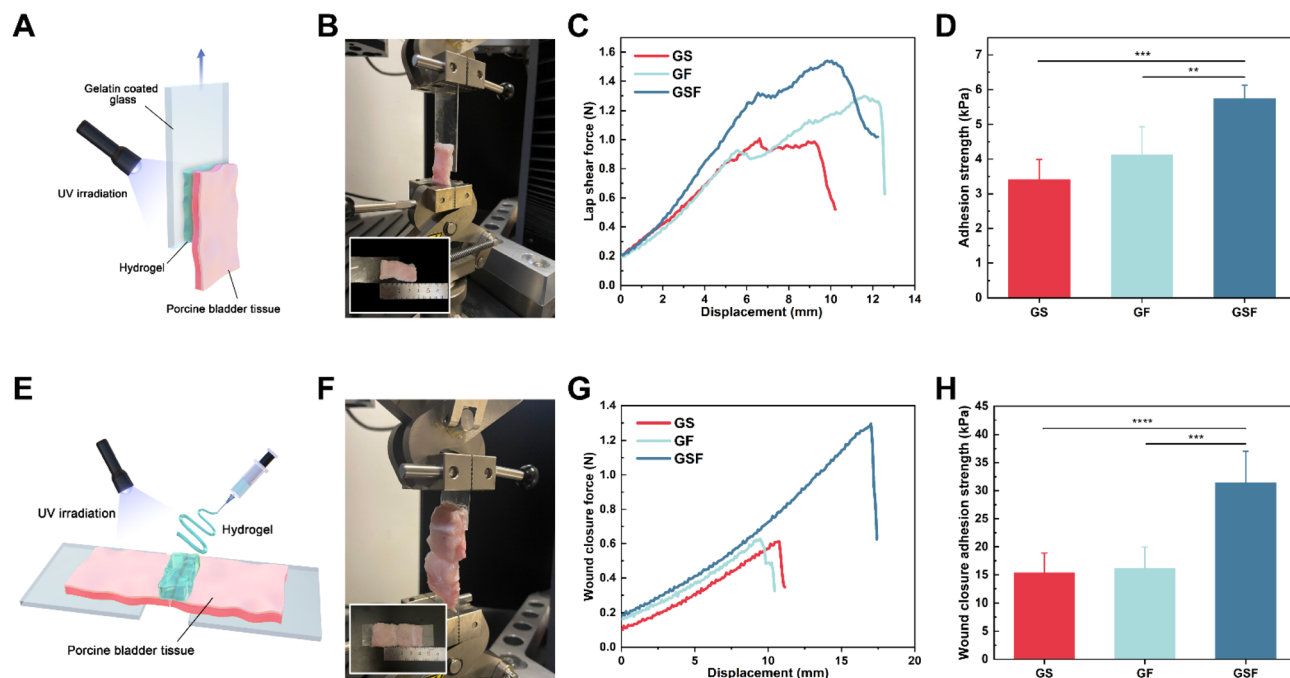 A
Gelatin coated
glass
UV irradiation
Hydrogel
Porcine bladder tissue
B
C
GS
GF
GSF
Lap shear force (N)
1.6
1.4
1.2
1.0
0.8
0.6
0.4
0.2
0.0
0
2
4
6
8
10
12
14
Displacement (mm)
D
***
**
Adhesion strength (kPa)
7
6
5
4
3
2
1
0
GS
GF
GSF
E
UV irradiation
Hydrogel
Porcine bladder tissue
F
G
GS
GF
GSF
Wound closure force (N)
1.4
1.2
1.0
0.8
0.6
0.4
0.2
0.0
0
5
10
15
20
Displacement (mm)
H
****
***
Wound closure adhesion strength (kPa)
45
40
35
30
25
20
15
10
5
0
GS
GF
GSF